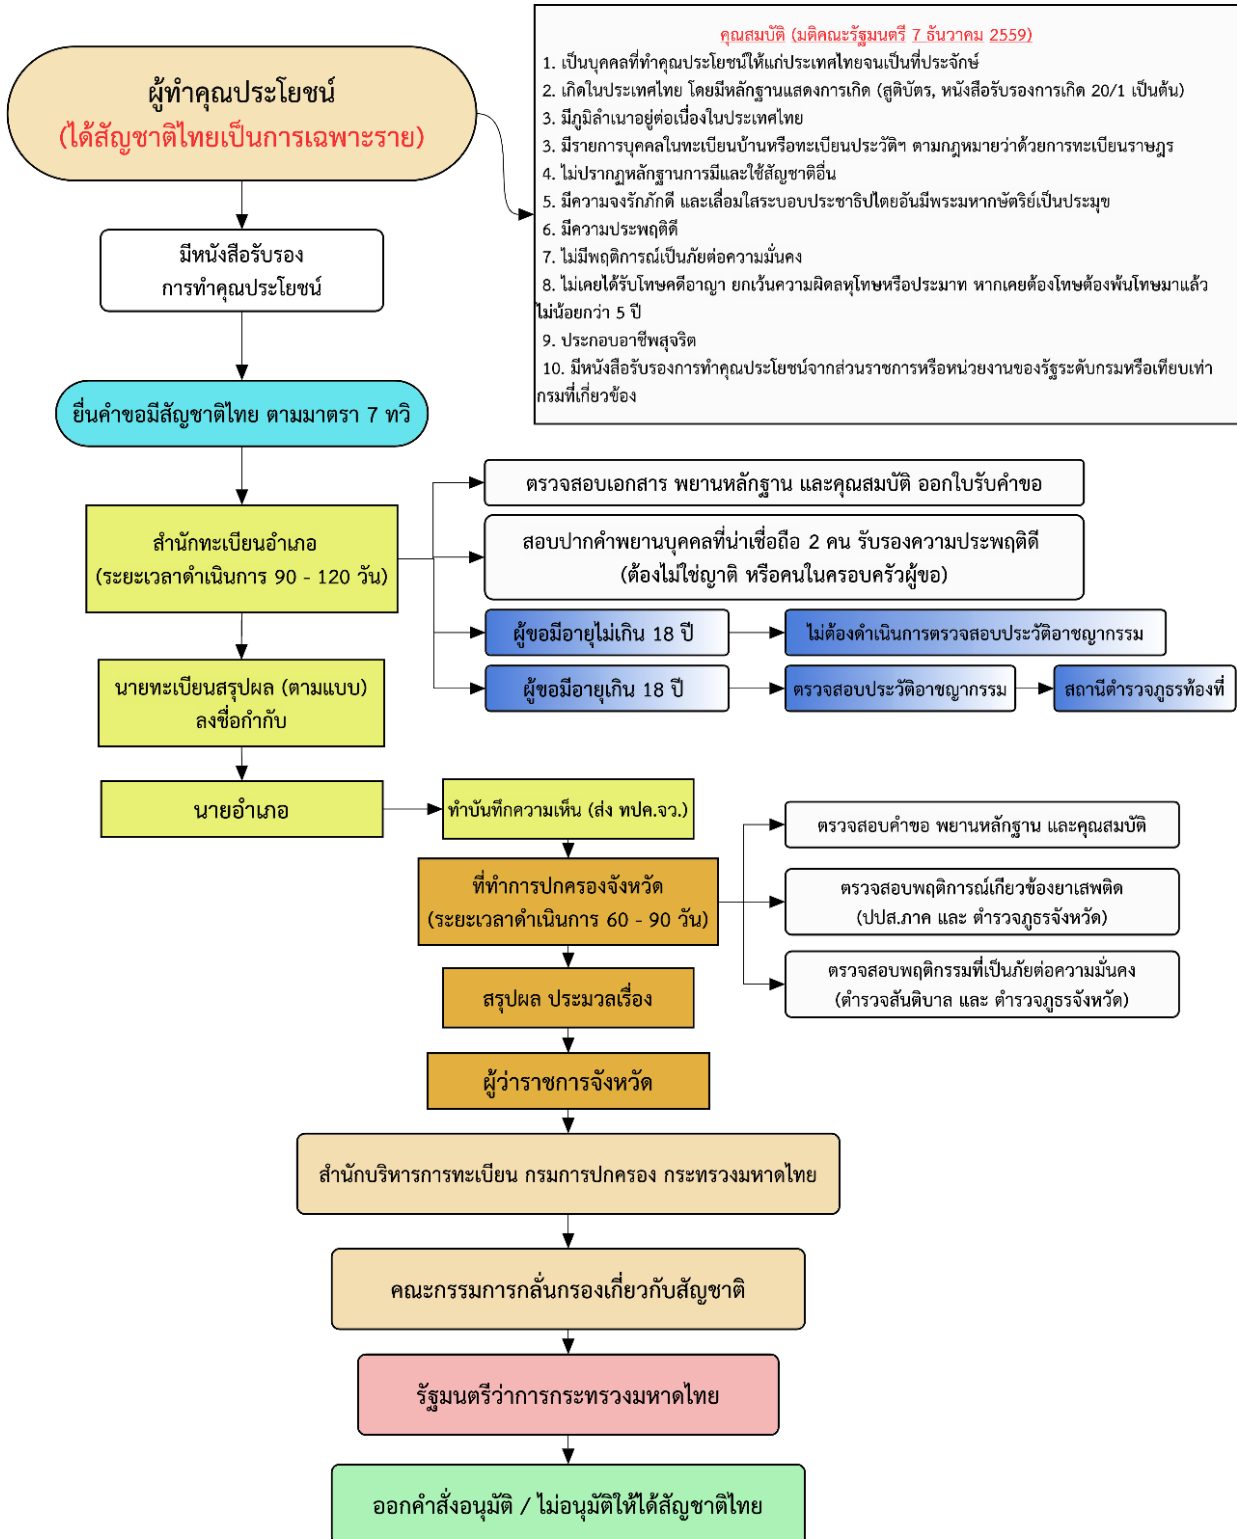 ผู้ทำคุณประโยชน์
(ได้สัญชาติไทยเป็นการเฉพาะราย)
คุณสมบัติ (มติคณะรัฐมนตรี 7 ธันวาคม 2559)
1. เป็นบุคคลที่ทำคุณประโยชน์ให้แก่ประเทศไทยจนเป็นที่ประจักษ์
2. เกิดในประเทศไทย โดยมีหลักฐานแสดงการเกิด (สูติบัตร, หนังสือรับรองการเกิด 20/1 เป็นต้น)
3. มีภูมิลำเนาอยู่ต่อเนื่องในประเทศไทย
3. มีรายการบุคคลในทะเบียนบ้านหรือทะเบียนประวัติฯ ตามกฎหมายว่าด้วยการทะเบียนราษฎร
4. ไม่ปรากฏหลักฐานการมีและใช้สัญชาติอื่น
5. มีความจงรักภักดี และเลื่อมใสระบอบประชาธิปไตยอันมีพระมหากษัตริย์เป็นประมุข
6. มีความประพฤติดี
7. ไม่มีพฤติการณ์เป็นภัยต่อความมั่นคง
8. ไม่เคยได้รับโทษคดีอาญา ยกเว้นความผิดลหุโทษหรือประมาท หากเคยต้องโทษต้องพ้นโทษมาแล้ว
ไม่น้อยกว่า 5 ปี
9. ประกอบอาชีพสุจริต
10. มีหนังสือรับรองการทำคุณประโยชน์จากส่วนราชการหรือหน่วยงานของรัฐระดับกรมหรือเทียบเท่า
กรมที่เกี่ยวข้อง
มีหนังสือรับรอง
การทำคุณประโยชน์
ยื่นคำขอมีสัญชาติไทย ตามมาตรา 7 ทวิ
สำนักทะเบียนอำเภอ
(ระยะเวลาดำเนินการ 90 - 120 วัน)
ตรวจสอบเอกสาร พยานหลักฐาน และคุณสมบัติ ออกใบรับคำขอ
สอบปากคำพยานบุคคลที่น่าเชื่อถือ 2 คน รับรองความประพฤติดี
(ต้องไม่ใช่ญาติ หรือคนในครอบครัวผู้ขอ)
ผู้ขอมีอายุไม่เกิน 18 ปี
ไม่ต้องดำเนินการตรวจสอบประวัติอาชญากรรม
ผู้ขอมีอายุเกิน 18 ปี
ตรวจสอบประวัติอาชญากรรม
สถานีตำรวจภูธรท้องที่
นายทะเบียนสรุปผล (ตามแบบ)
ลงชื่อกำกับ
นายอำเภอ
ทำบันทึกความเห็น (ส่ง ทปค.จว.)
ที่ทำการปกครองจังหวัด
(ระยะเวลาดำเนินการ 60 - 90 วัน)
ตรวจสอบคำขอ พยานหลักฐาน และคุณสมบัติ
ตรวจสอบพฤติการณ์เกี่ยวข้องยาเสพติด
(ปปส.ภาค และ ตำรวจภูธรจังหวัด)
ตรวจสอบพฤติกรรมที่เป็นภัยต่อความมั่นคง
(ตำรวจสันติบาล และ ตำรวจภูธรจังหวัด)
สรุปผล ประมวลเรื่อง
ผู้ว่าราชการจังหวัด
สำนักบริหารการทะเบียน กรมการปกครอง กระทรวงมหาดไทย
คณะกรรมการกลั่นกรองเกี่ยวกับสัญชาติ
รัฐมนตรีว่าการกระทรวงมหาดไทย
ออกคำสั่งอนุมัติ / ไม่อนุมัติให้ได้สัญชาติไทย